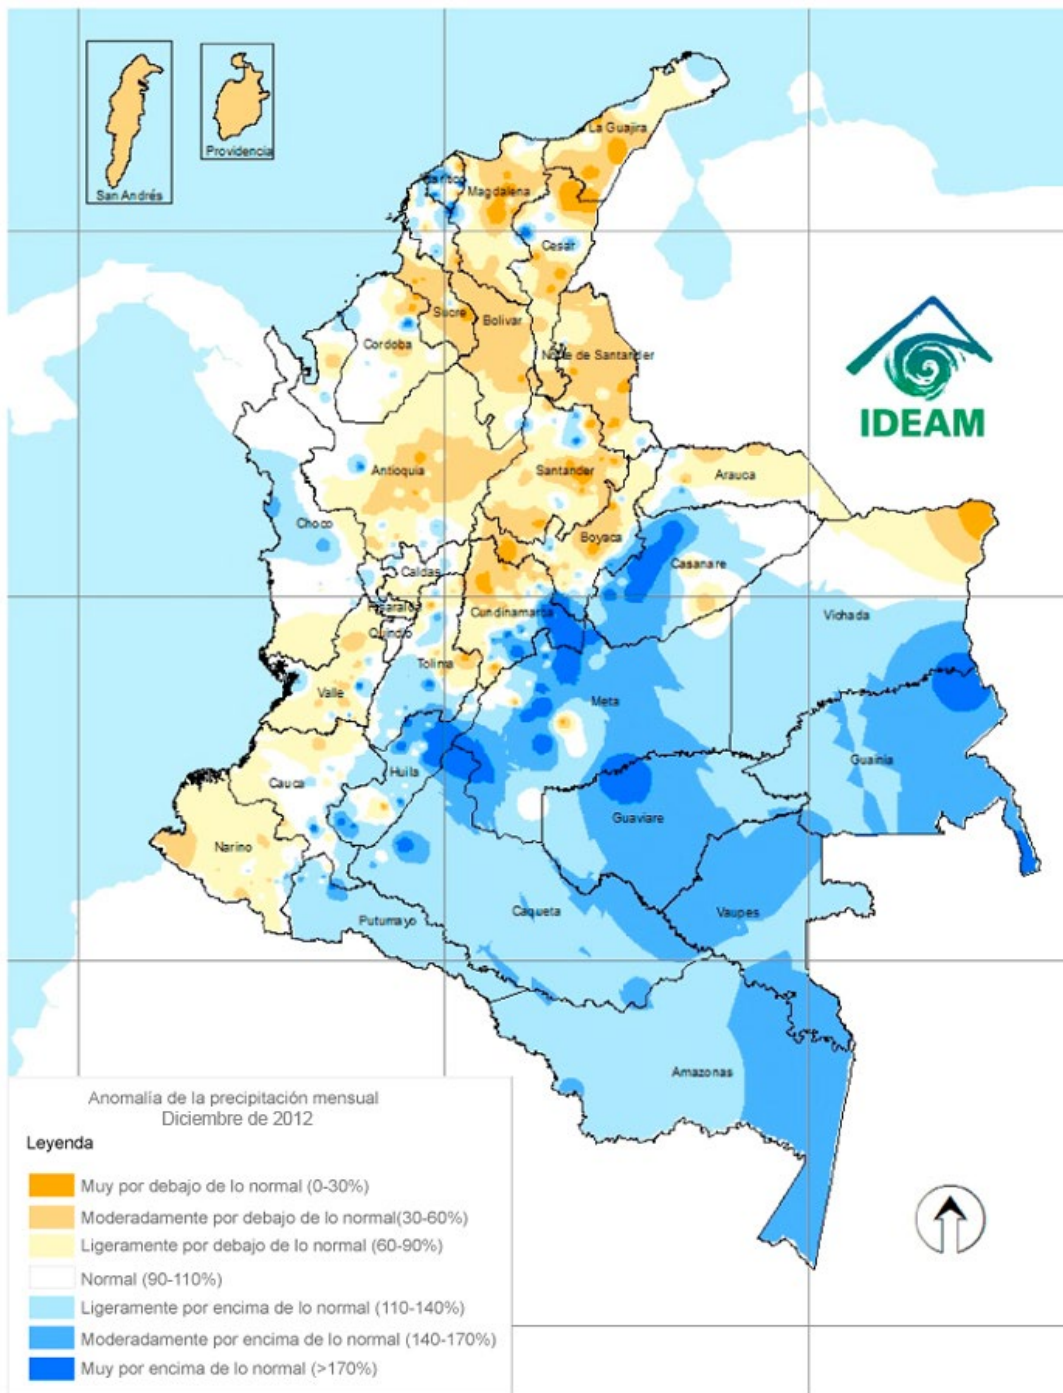 San Andrés
Providencia
La Guajira
Magdalena
Cesar
Sucre
Bolivar
Cordoba
Norte de Santander
IDEAM
Antioquia
Santander
Arauca
Choco
Boyaca
Casanare
Caldas
Risaralda
Cundinamarca
Vichada
Quindio
Tolima
Valle
Meta
Huila
Guainia
Cauca
Guaviare
Narino
Caqueta
Vaupes
Putumayo
Amazonas
Anomalía de la precipitación mensual
Diciembre de 2012
Leyenda
Muy por debajo de lo normal (0-30%)
Moderadamente por debajo de lo normal(30-60%)
Ligeramente por debajo de lo normal (60-90%)
Normal (90-110%)
Ligeramente por encima de lo normal (110-140%)
Moderadamente por encima de lo normal (140-170%)
Muy por encima de lo normal (>170%)